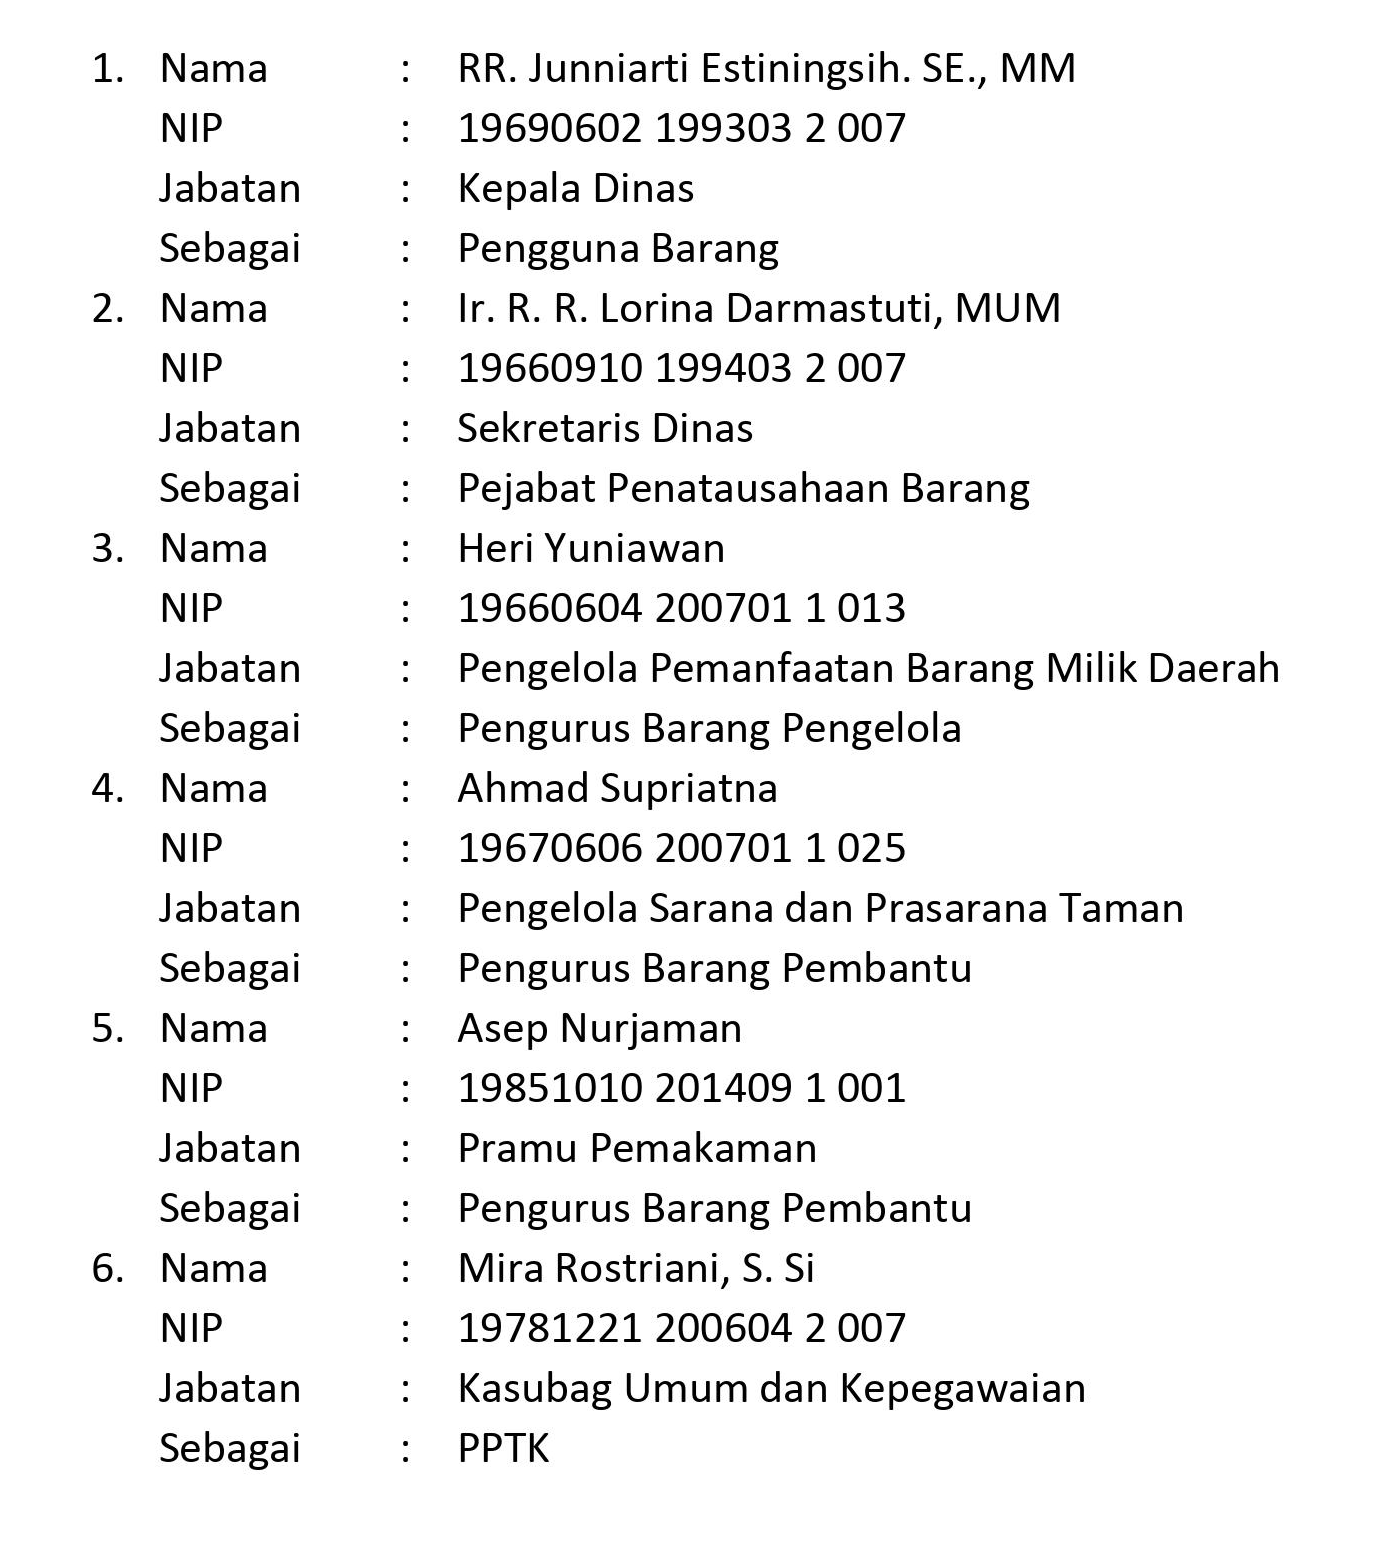 1. Nama : RR. Junniarti Estiningsih. SE., MM
NIP : 19690602 199303 2 007
Jabatan : Kepala Dinas
Sebagai : Pengguna Barang
2. Nama : Ir. R. R. Lorina Darmastuti, MUM
NIP : 19660910 199403 2 007
Jabatan : Sekretaris Dinas
Sebagai : Pejabat Penatausahaan Barang
3. Nama : Heri Yuniawan
NIP : 19660604 200701 1 013
Jabatan : Pengelola Pemanfaatan Barang Milik Daerah
Sebagai : Pengurus Barang Pengelola
4. Nama : Ahmad Supriatna
NIP : 19670606 200701 1 025
Jabatan : Pengelola Sarana dan Prasarana Taman
Sebagai : Pengurus Barang Pembantu
5. Nama : Asep Nurjaman
NIP : 19851010 201409 1 001
Jabatan : Pramu Pemakaman
Sebagai : Pengurus Barang Pembantu
6. Nama : Mira Rostriani, S. Si
NIP : 19781221 200604 2 007
Jabatan : Kasubag Umum dan Kepegawaian
Sebagai : PPTK